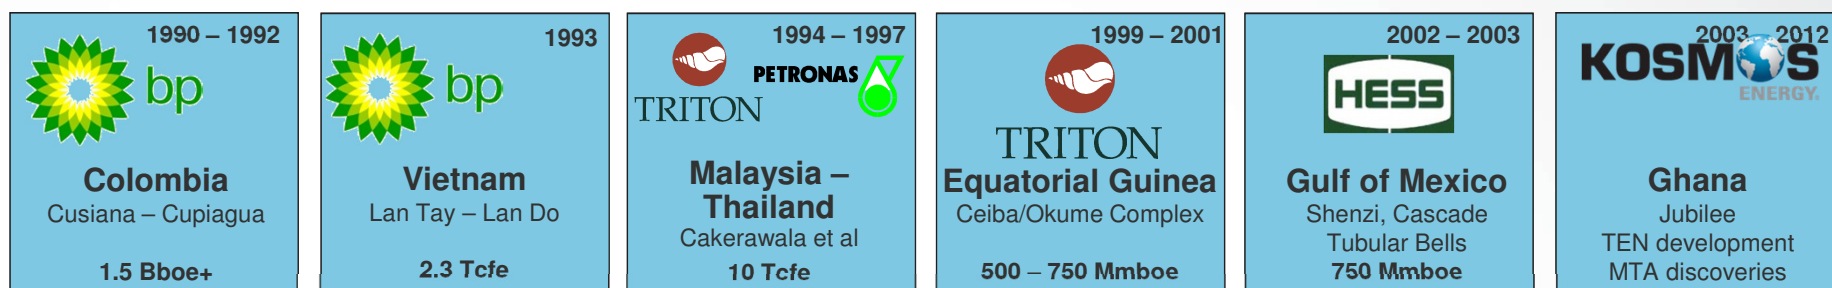 1990 – 1992
bp
Colombia
Cusiana – Cupiagua
1.5 Bboe+
1993
bp
Vietnam
Lan Tay – Lan Do
2.3 Tcfe
1994 – 1997
TRITON
PETRONAS
Malaysia –
Thailand
Cakerawala et al
10 Tcfe
1999 – 2001
TRITON
Equatorial Guinea
Ceiba/Okume Complex
500 – 750 Mmboe
2002 – 2003
HESS
Gulf of Mexico
Shenzi, Cascade
Tubular Bells
750 Mmboe
2003 – 2012
KOSMOS
ENERGY.
Ghana
Jubilee
TEN development
MTA discoveries